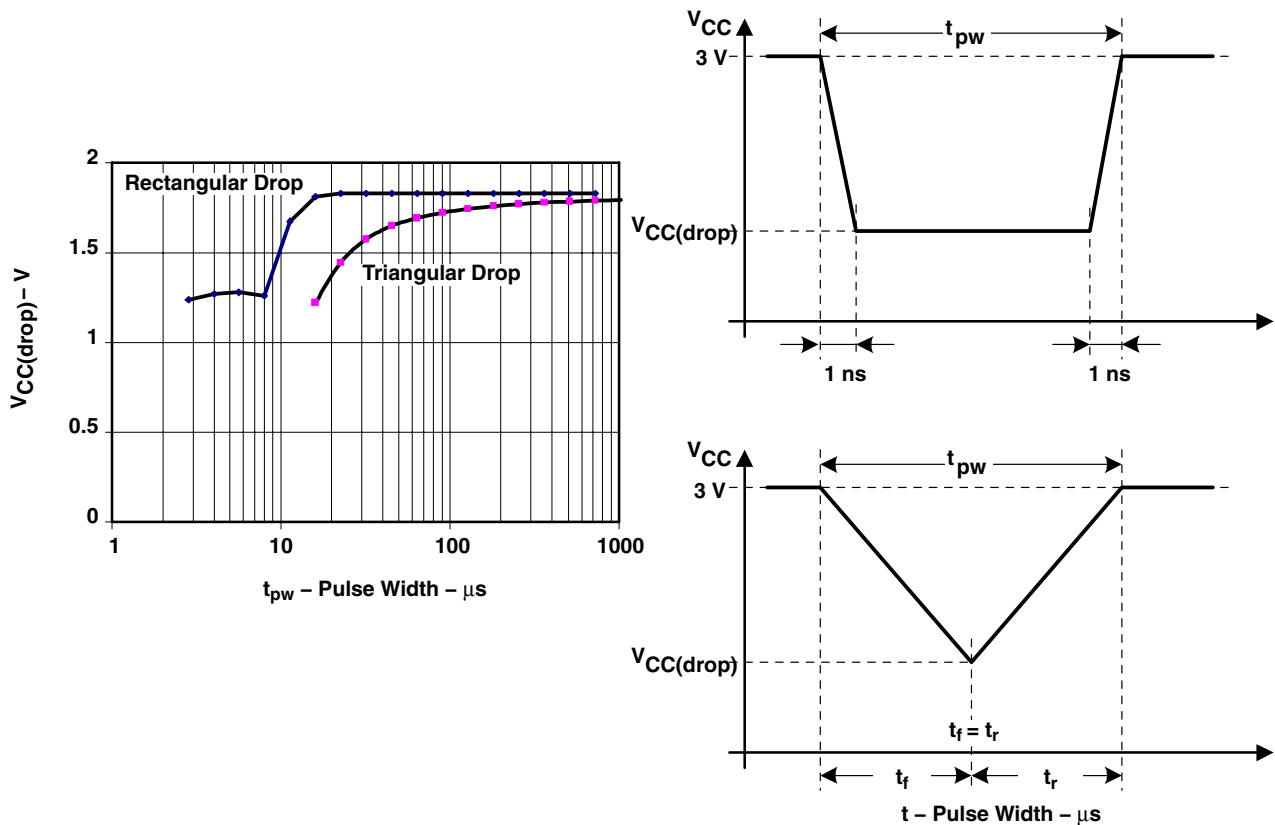 2
1.5
1
0.5
0
Rectangular Drop
Triangular Drop
VCC(drop) – V
1
10
100
1000
tpw – Pulse Width – μs
VCC
tpw
3 V
VCC(drop)
1 ns
1 ns
VCC
tpw
3 V
VCC(drop)
tf = tr
tf
tr
t – Pulse Width – μs